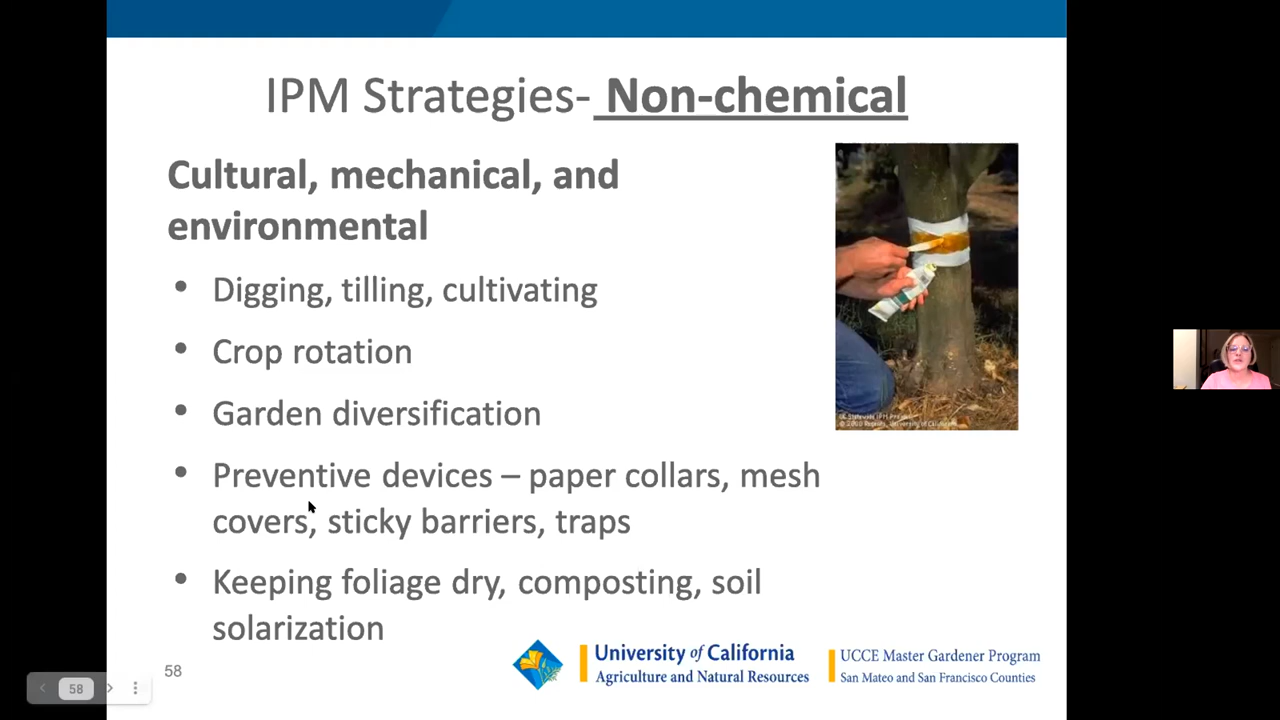 IPM Strategies- Non-chemical
Cultural, mechanical, and
environmental
• Digging, tilling, cultivating
• Crop rotation
• Garden diversification
• Preventive devices – paper collars, mesh
covers, sticky barriers, traps
• Keeping foliage dry, composting, soil
solarization
University of California
Agriculture and Natural Resources
UCCE Master Gardener Program
San Mateo and San Francisco Counties
58
58